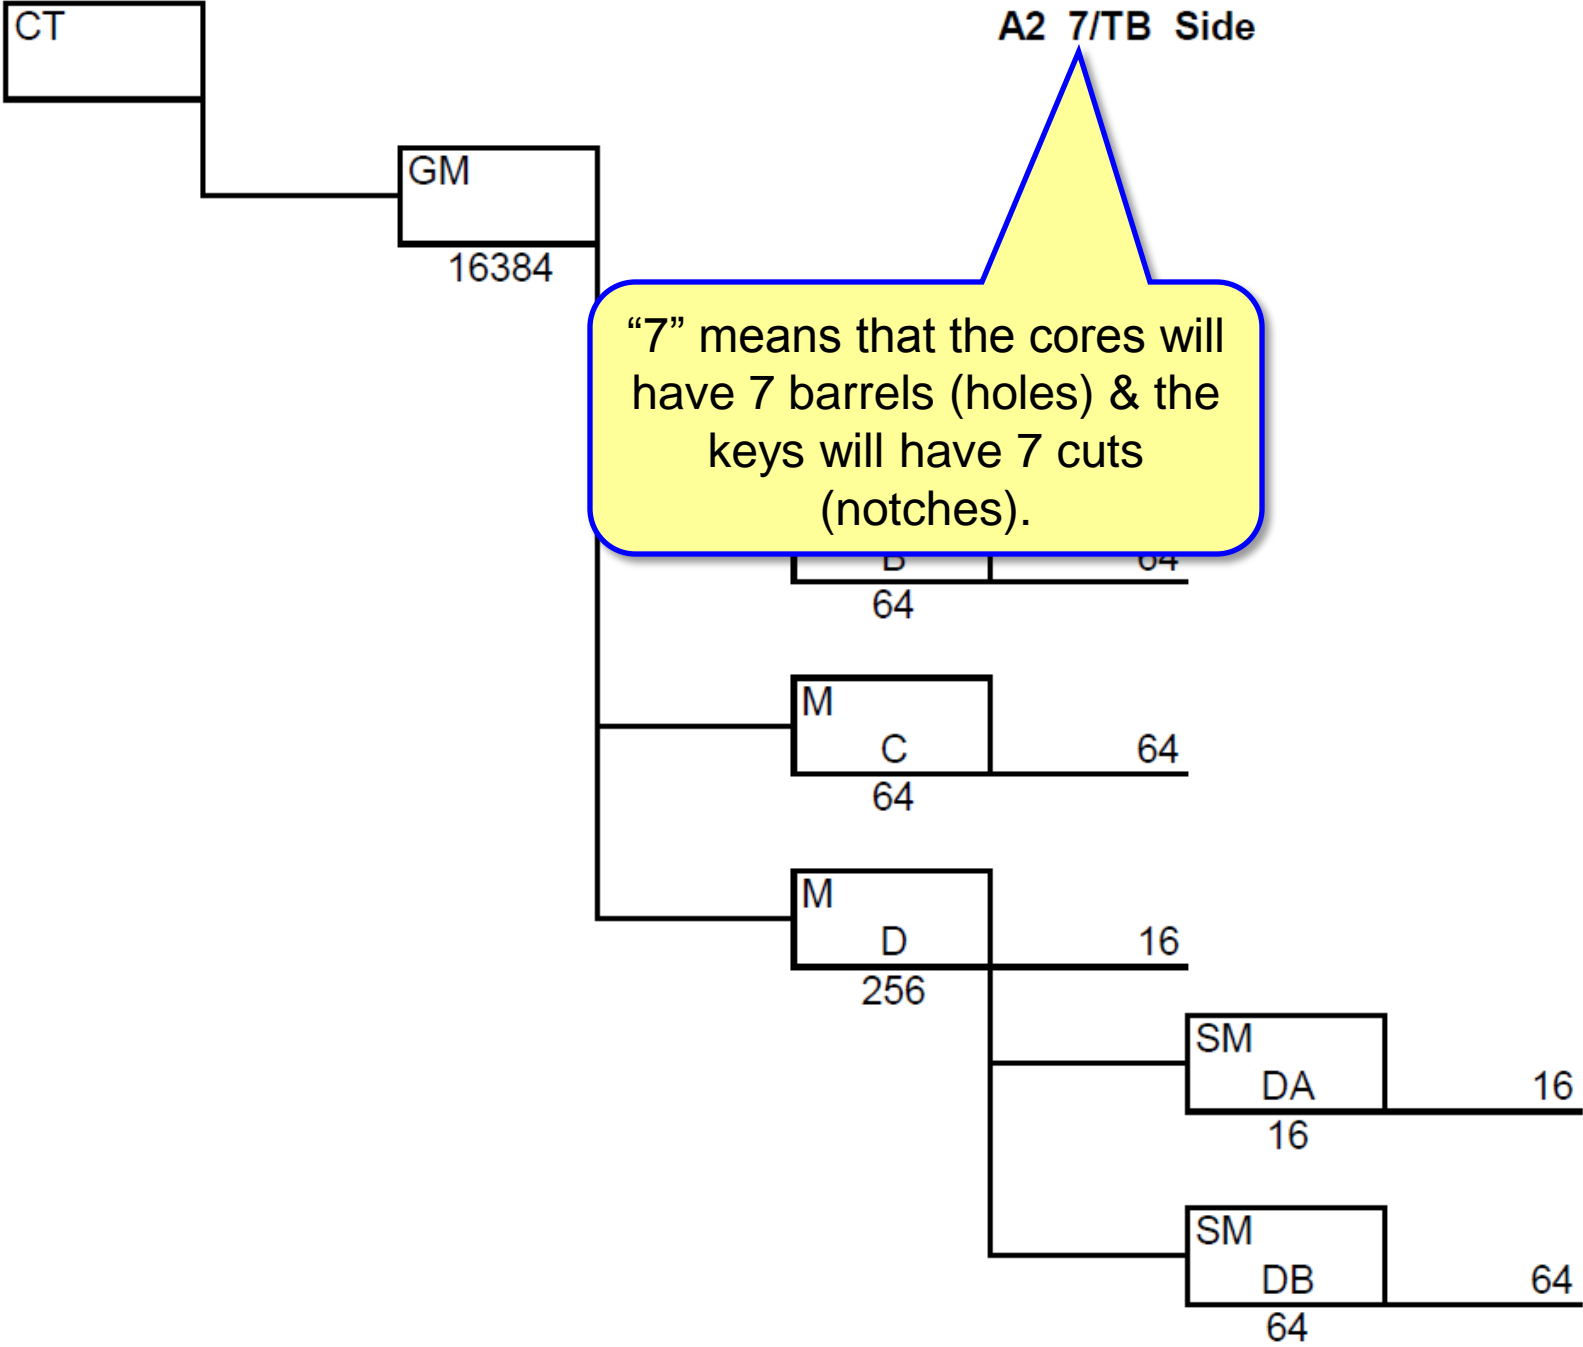 CT
A2 7/TB Side
GM
16384
“7” means that the cores will
have 7 barrels (holes) & the
keys will have 7 cuts
(notches).
B 64
64
M
C 64
64
M
D 16
256
SM
DA 16
16
SM
DB 64
64